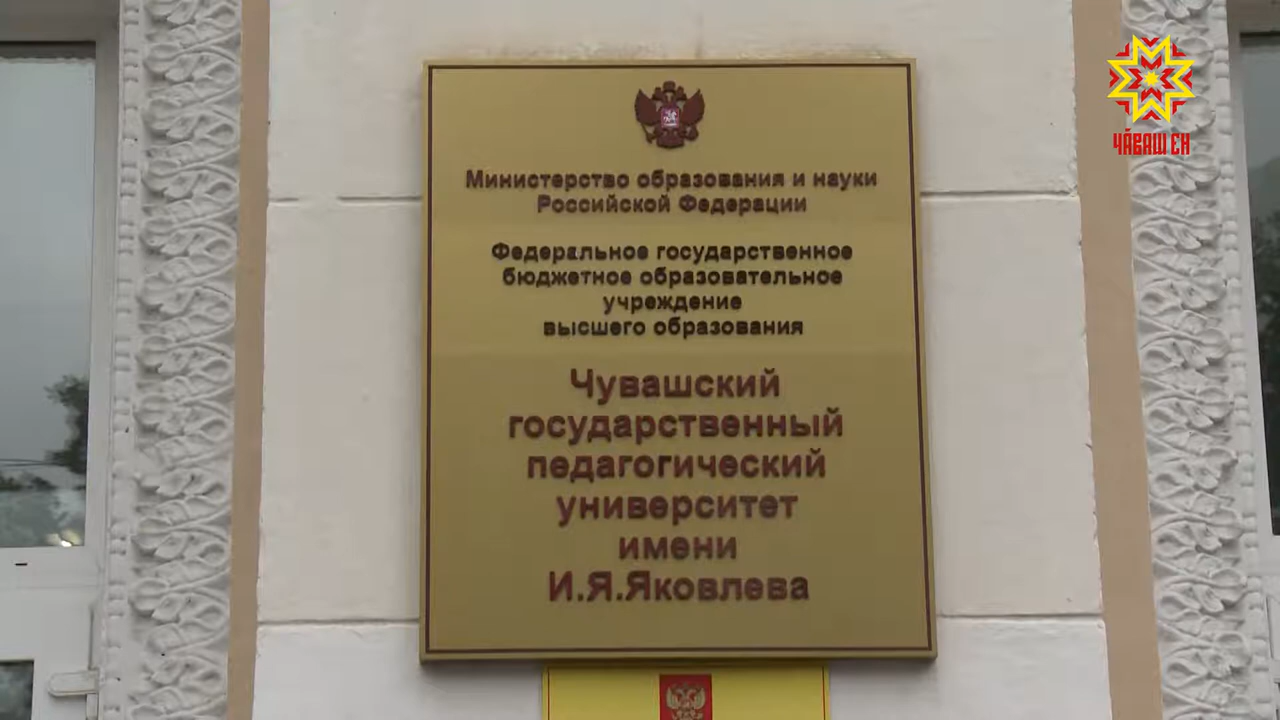 ЧӐВАШ ЕН
Министерство образования и науки
Российской Федерации
Федеральное государственное
бюджетное образовательное
учреждение
высшего образования
Чувашский
государственный
педагогический
университет
имени
И.Я.Яковлева